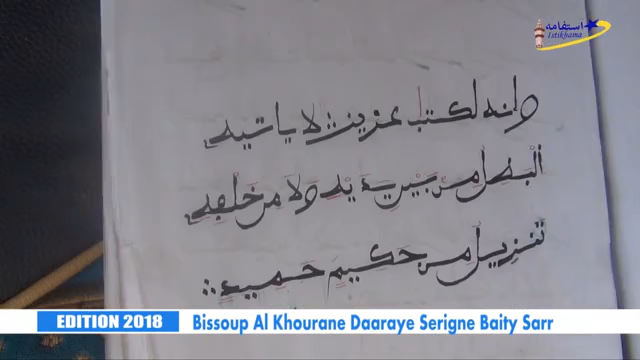 استقامة
Istikhama
وإنه لكتب عزيز لا ياتيه
البطل من بين يديه ولا من خلفه
تنزيل من حكيم حميد
EDITION 2018
Bissoup Al Khourane Daaraye Serigne Baity Sarr